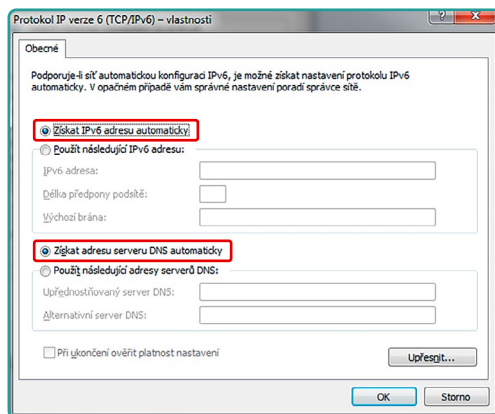 Protokol IP verze 6 (TCP/IPv6) – vlastnosti
Obecné
Podporuje-li síť automatickou konfiguraci IPv6, je možné získat nastavení protokolu IPv6
automaticky. V opačném případě vám správné nastavení poradí správce sítě.
Získat IPv6 adresu automaticky
Použít následující IPv6 adresu:
IPv6 adresa:
Délka předpony podsítě:
Výchozí brána:
Získat adresu serveru DNS automaticky
Použít následující adresy serverů DNS:
Upřednostňovaný server DNS:
Alternativní server DNS:
Při ukončení ověřit platnost nastavení
Upřesnit...
OK Storno